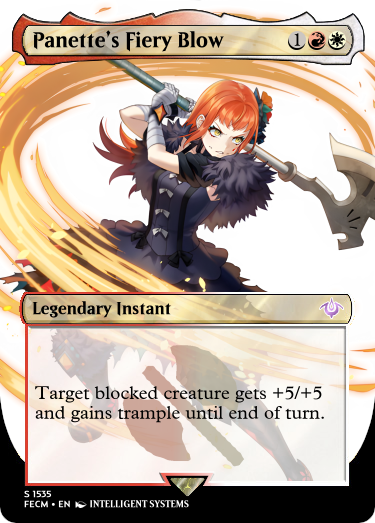 Panette's Fiery Blow 1
Legendary Instant
Target blocked creature gets +5/+5
and gains trample until end of turn.
S 1535
FECM • EN INTELLIGENT SYSTEMS